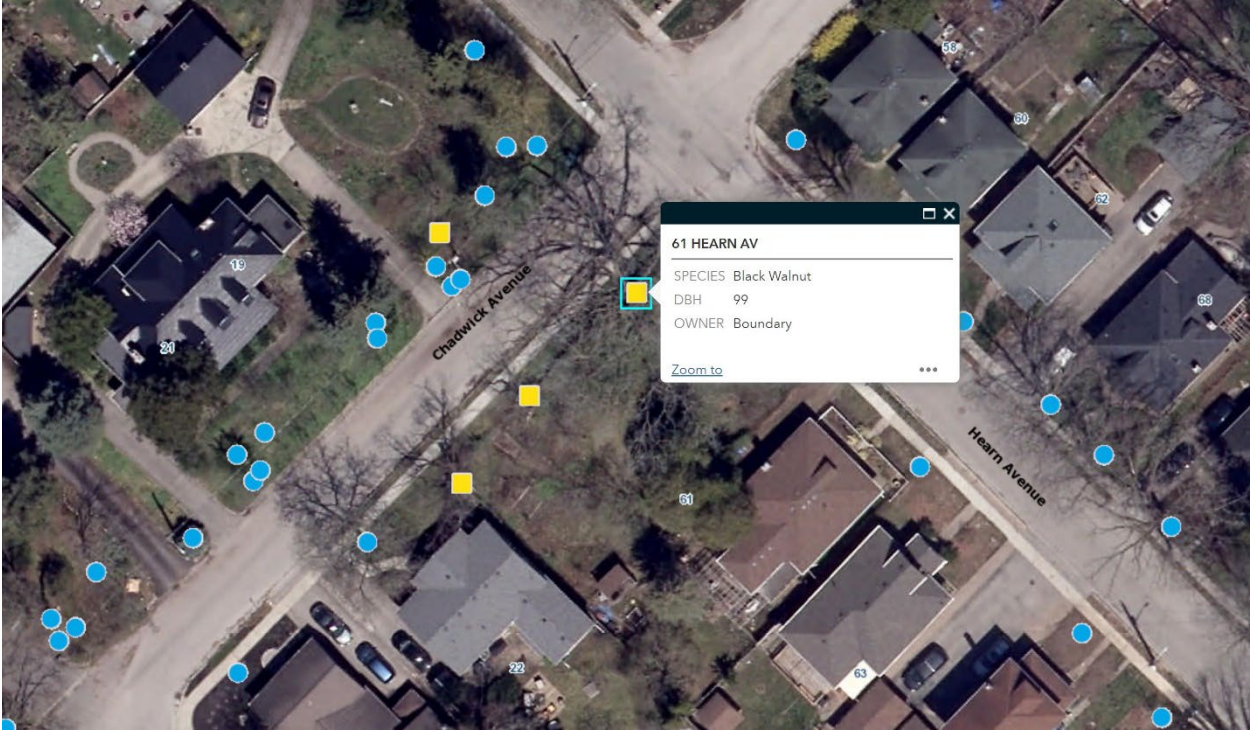 58
60
62
61 HEARN AV
SPECIES Black Walnut
DBH 99
OWNER Boundary
Zoom to
19
21
Chadwick Avenue
68
Hearn Avenue
61
22
63